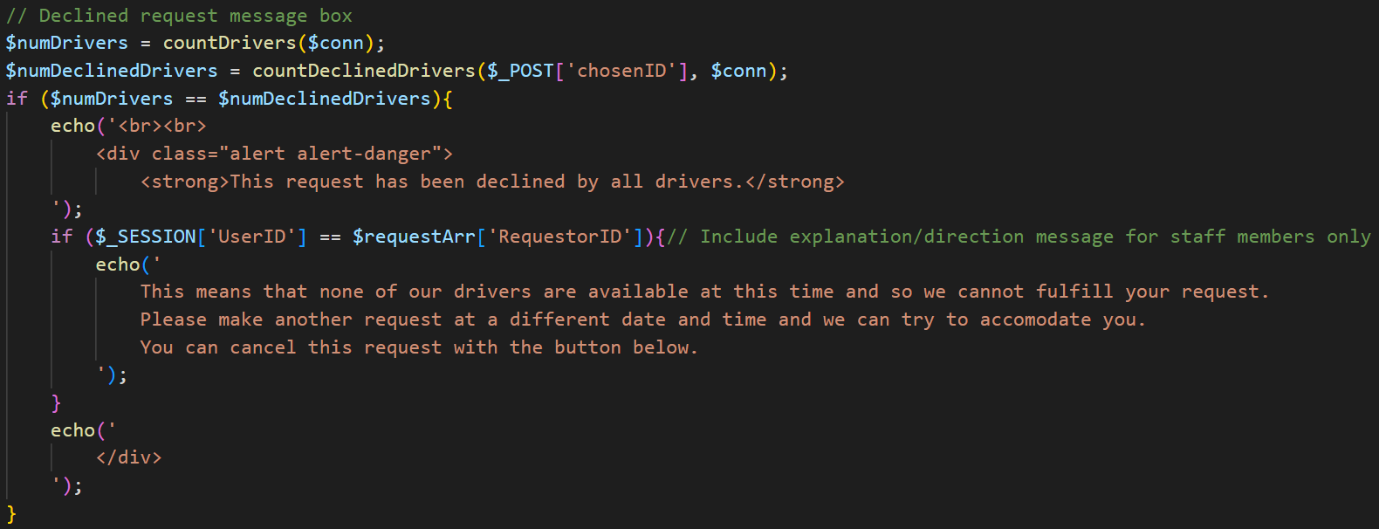 // Declined request message box
$numDrivers = countDrivers($conn);
$numDeclinedDrivers = countDeclinedDrivers($_POST['chosenID'], $conn);
if ($numDrivers == $numDeclinedDrivers){
    echo('<br><br>
        <div class="alert alert-danger">
            <strong>This request has been declined by all drivers.</strong>
    ');
    if ($_SESSION['UserID'] == $requestArr['RequestorID']){// Include explanation/direction message for staff members only
        echo('
            This means that none of our drivers are available at this time and so we cannot fulfill your request.
            Please make another request at a different date and time and we can try to accomodate you.
            You can cancel this request with the button below.
        ');
    }
    echo('
        </div>
    ');
}